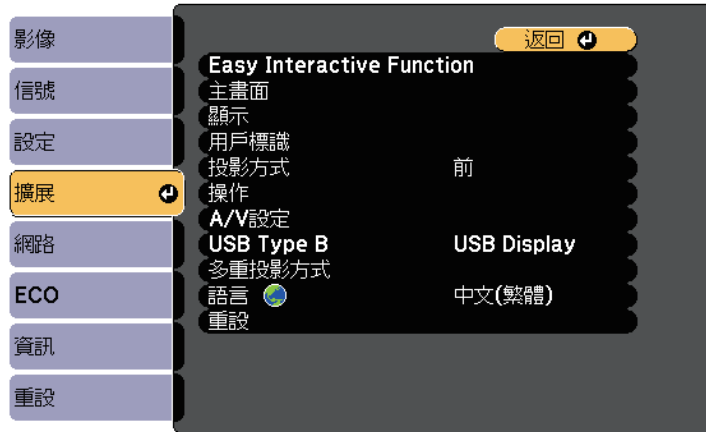 影像
信號
設定
擴展
網路
ECO
資訊
重設
返回
Easy Interactive Function
主畫面
顯示
用戶標識
投影方式 前
操作
A/V設定
USB Type B USB Display
多重投影方式
語言 中文(繁體)
重設